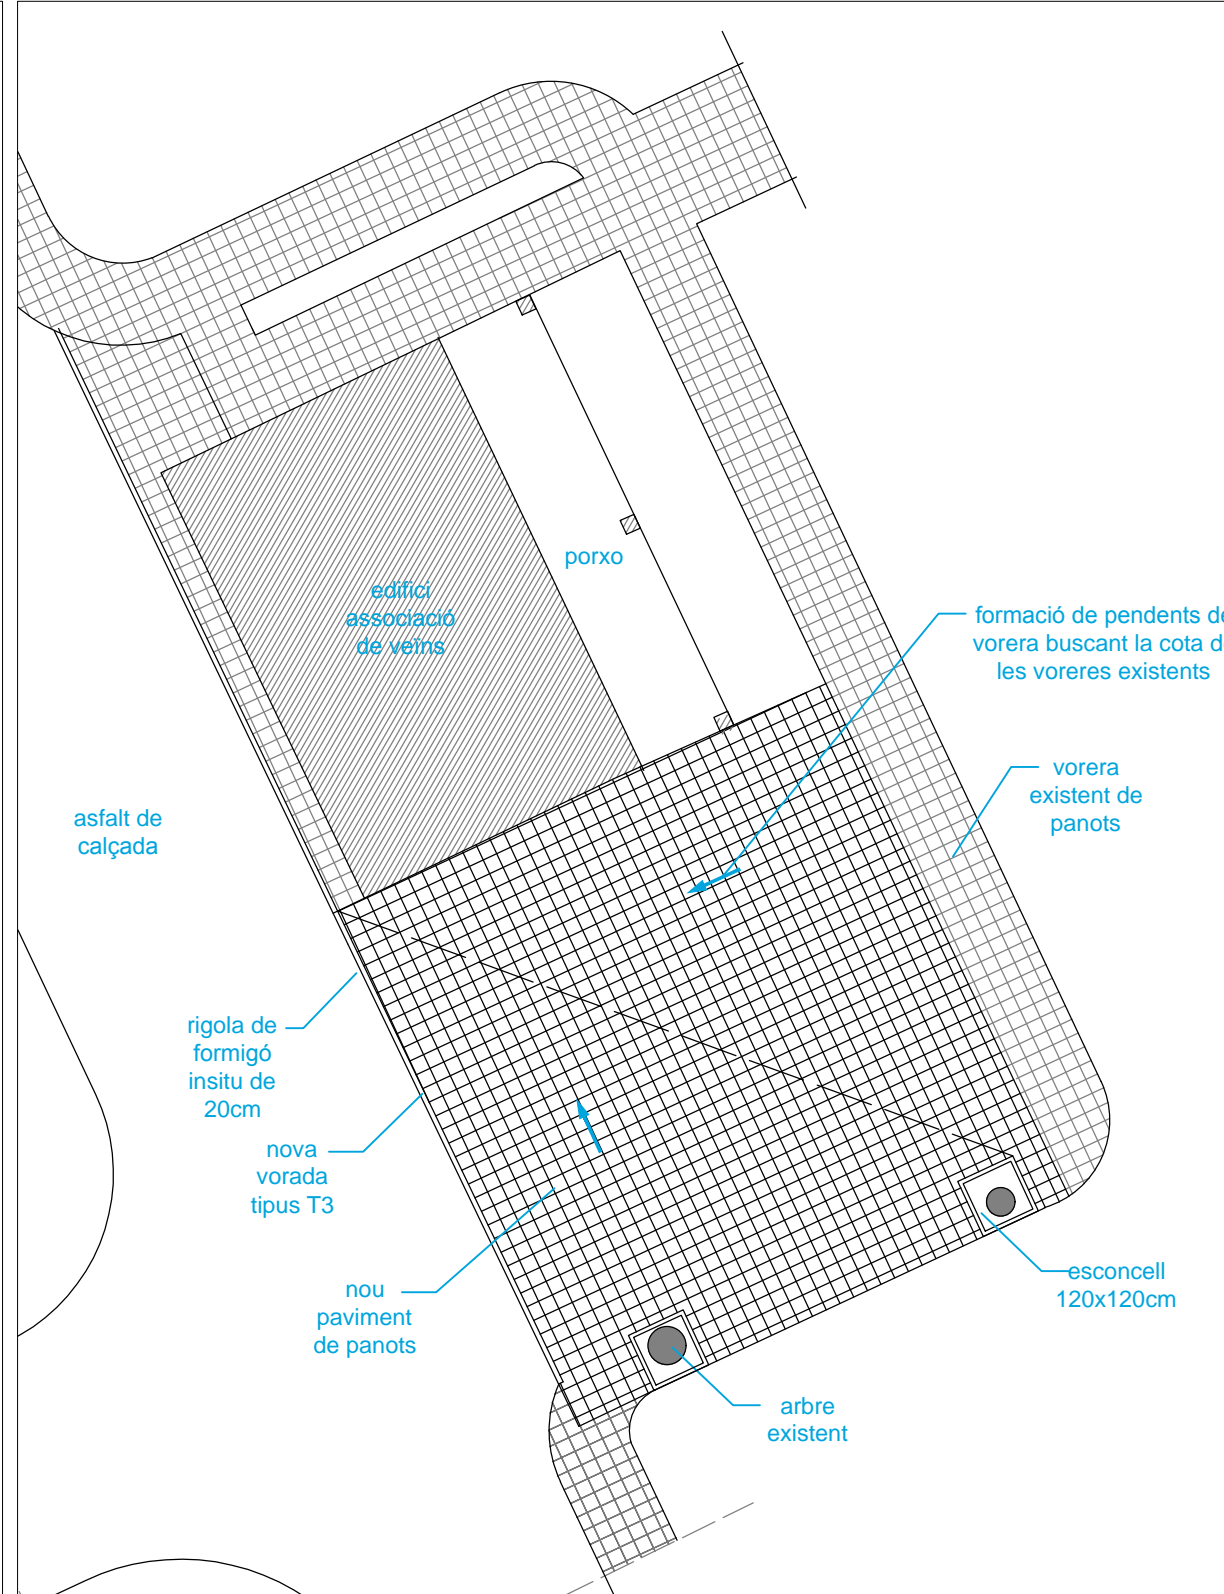 porxo
edifici
associació
de veïns
formació de pendents de
vorera buscant la cota de
les voreres existents
vorera
existent de
panots
asfalt de
calçada
rigola de
formigó
insitu de
20cm
nova
vorada
tipus T3
nou
paviment
de panots
esconcell
120x120cm
arbre
existent